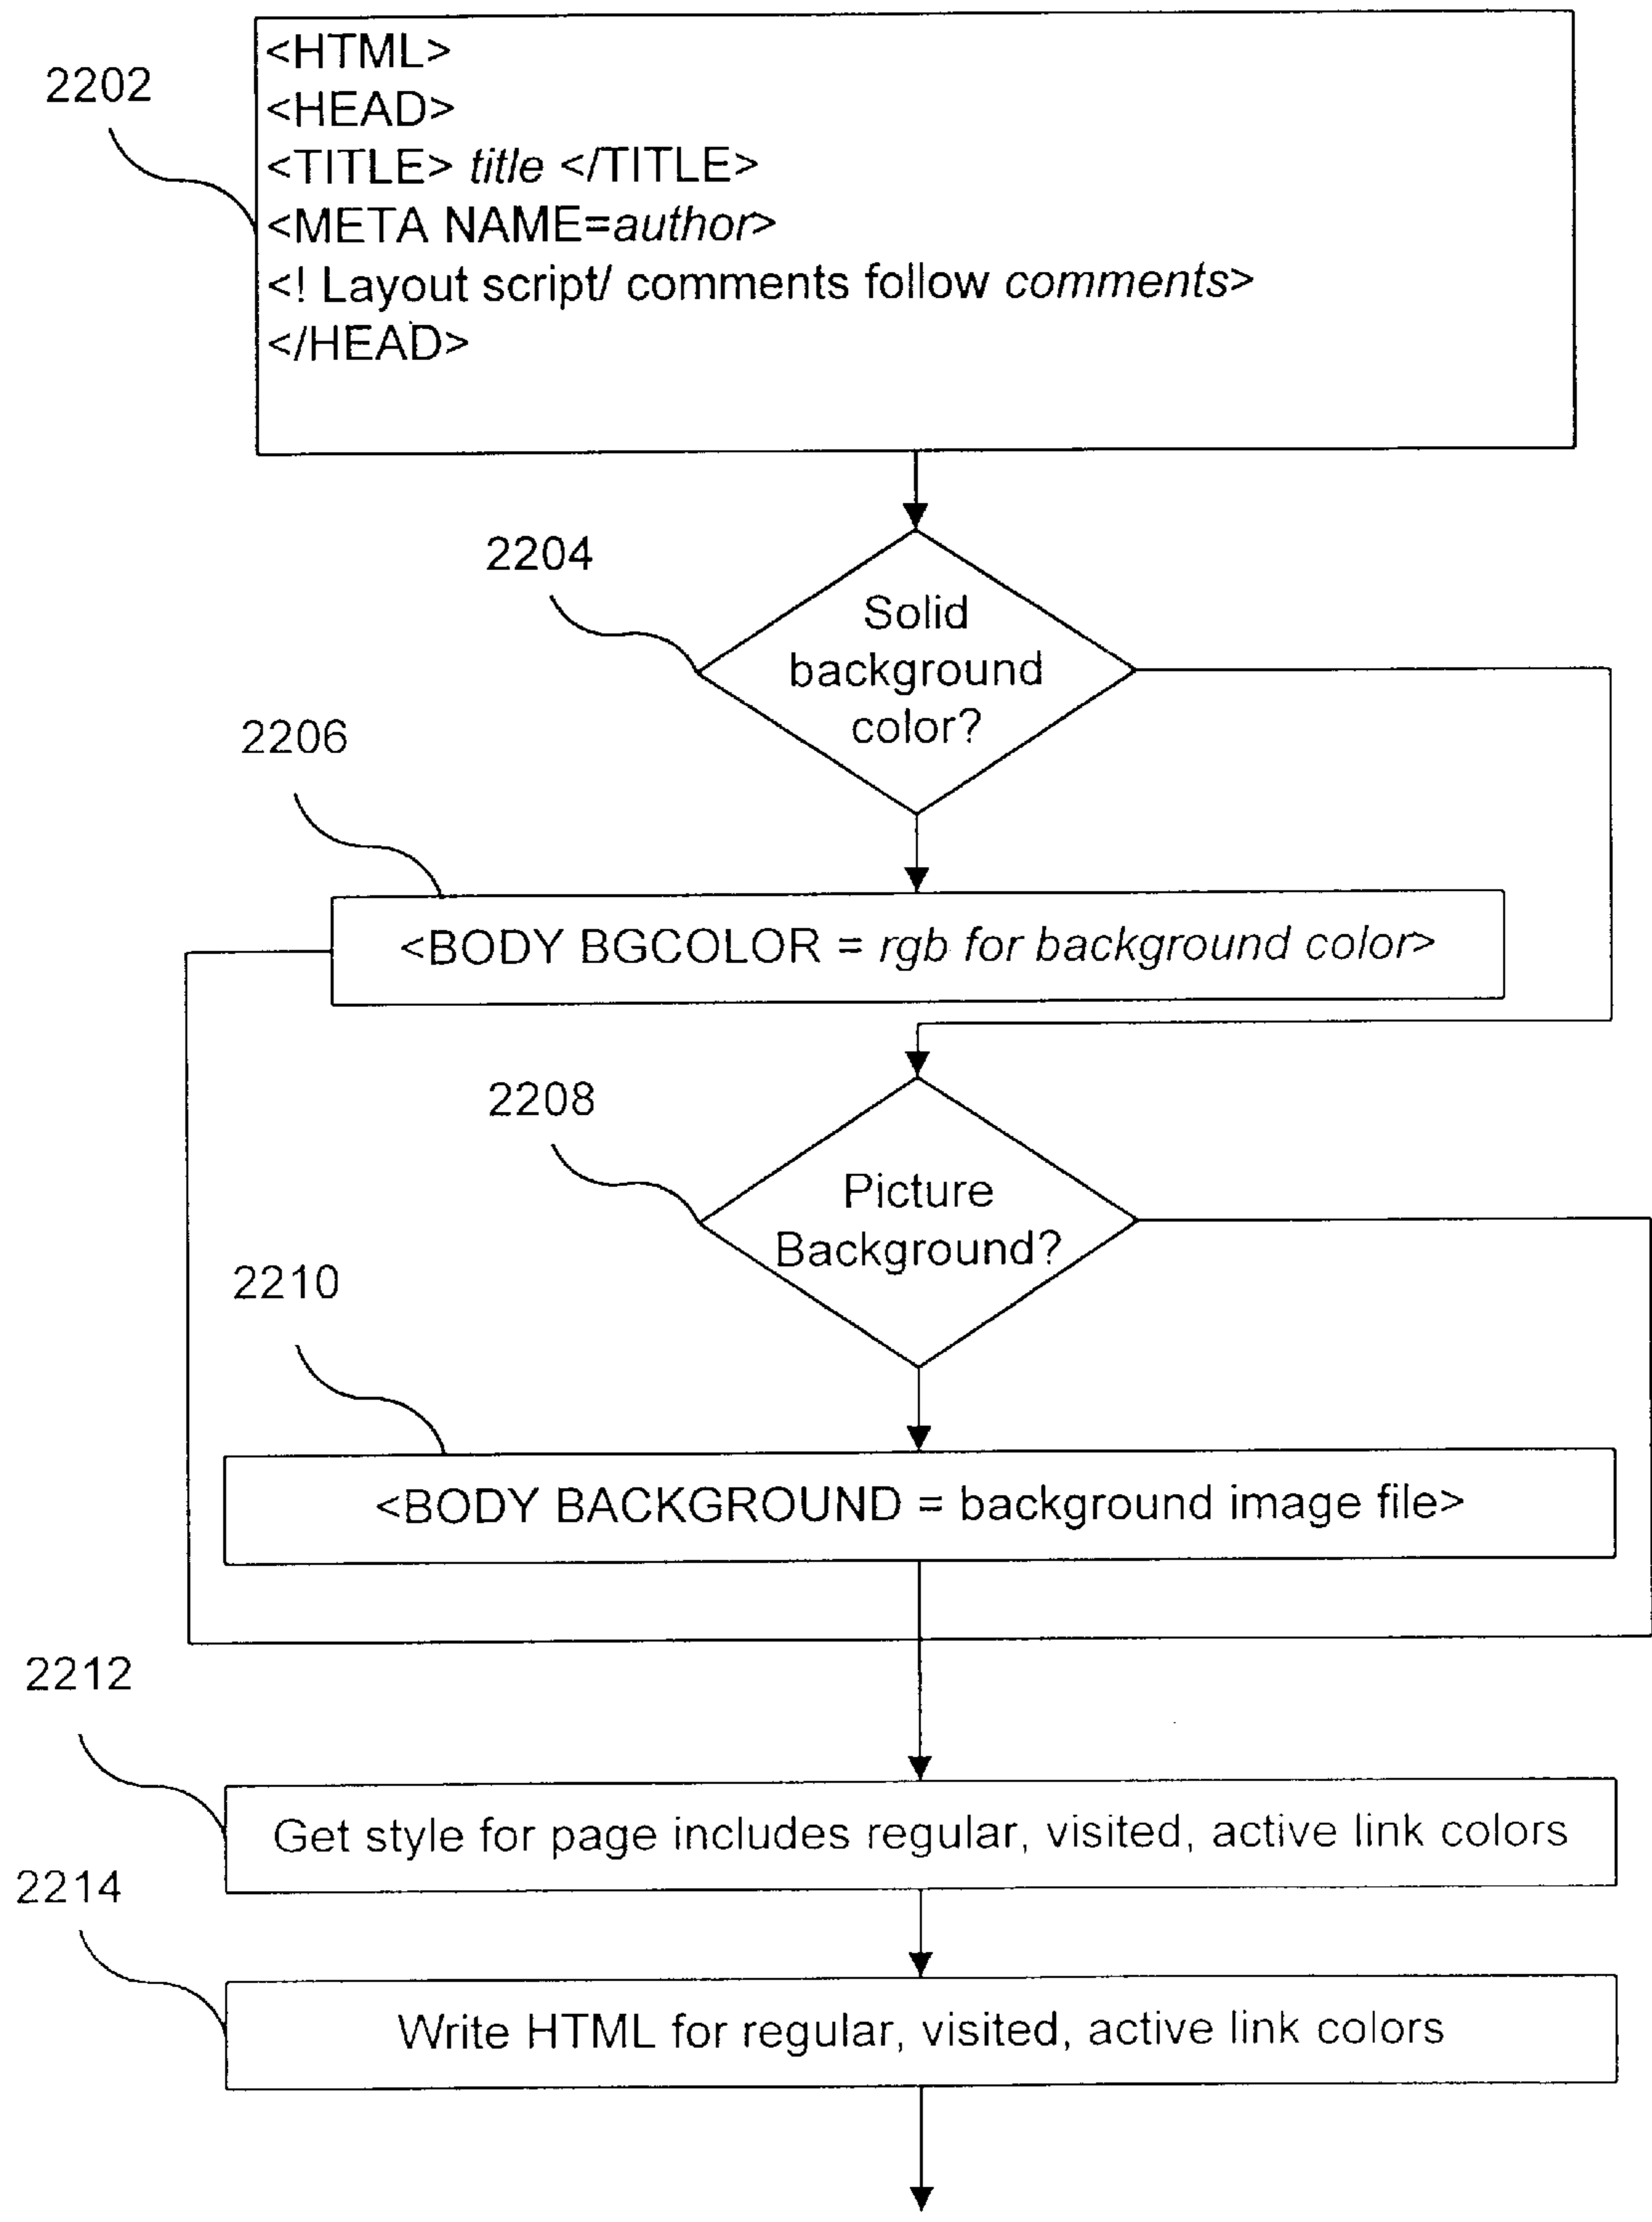 2202
<HTML>
<HEAD>
<TITLE> title </TITLE>
<META NAME=author>
<! Layout script/ comments follow comments>
</HEAD>
2204
Solid
background
color?
2206
<BODY BGCOLOR = rgb for background color>
2208
Picture
Background?
2210
<BODY BACKGROUND = background image file>
2212
Get style for page includes regular, visited, active link colors
2214
Write HTML for regular, visited, active link colors